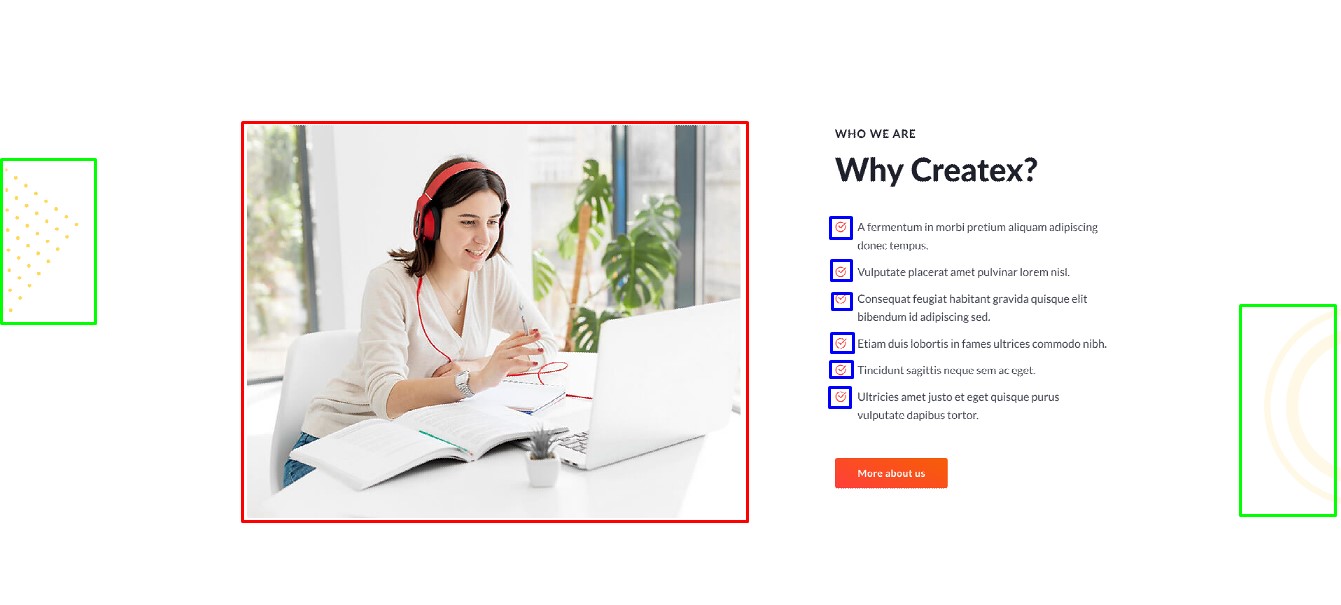 WHO WE ARE
Why Createx?
A fermentum in morbi pretium aliquam adipiscing
donec tempus.
Vulputate placerat amet pulvinar lorem nisl.
Consequat feugiat habitant gravida quisque elit
bibendum id adipiscing sed.
Etiam duis lobortis in fames ultrices commodo nibh.
Tincidunt sagittis neque sem ac eget.
Ultricies amet justo et eget quisque purus
vulputate dapibus tortor.
More about us